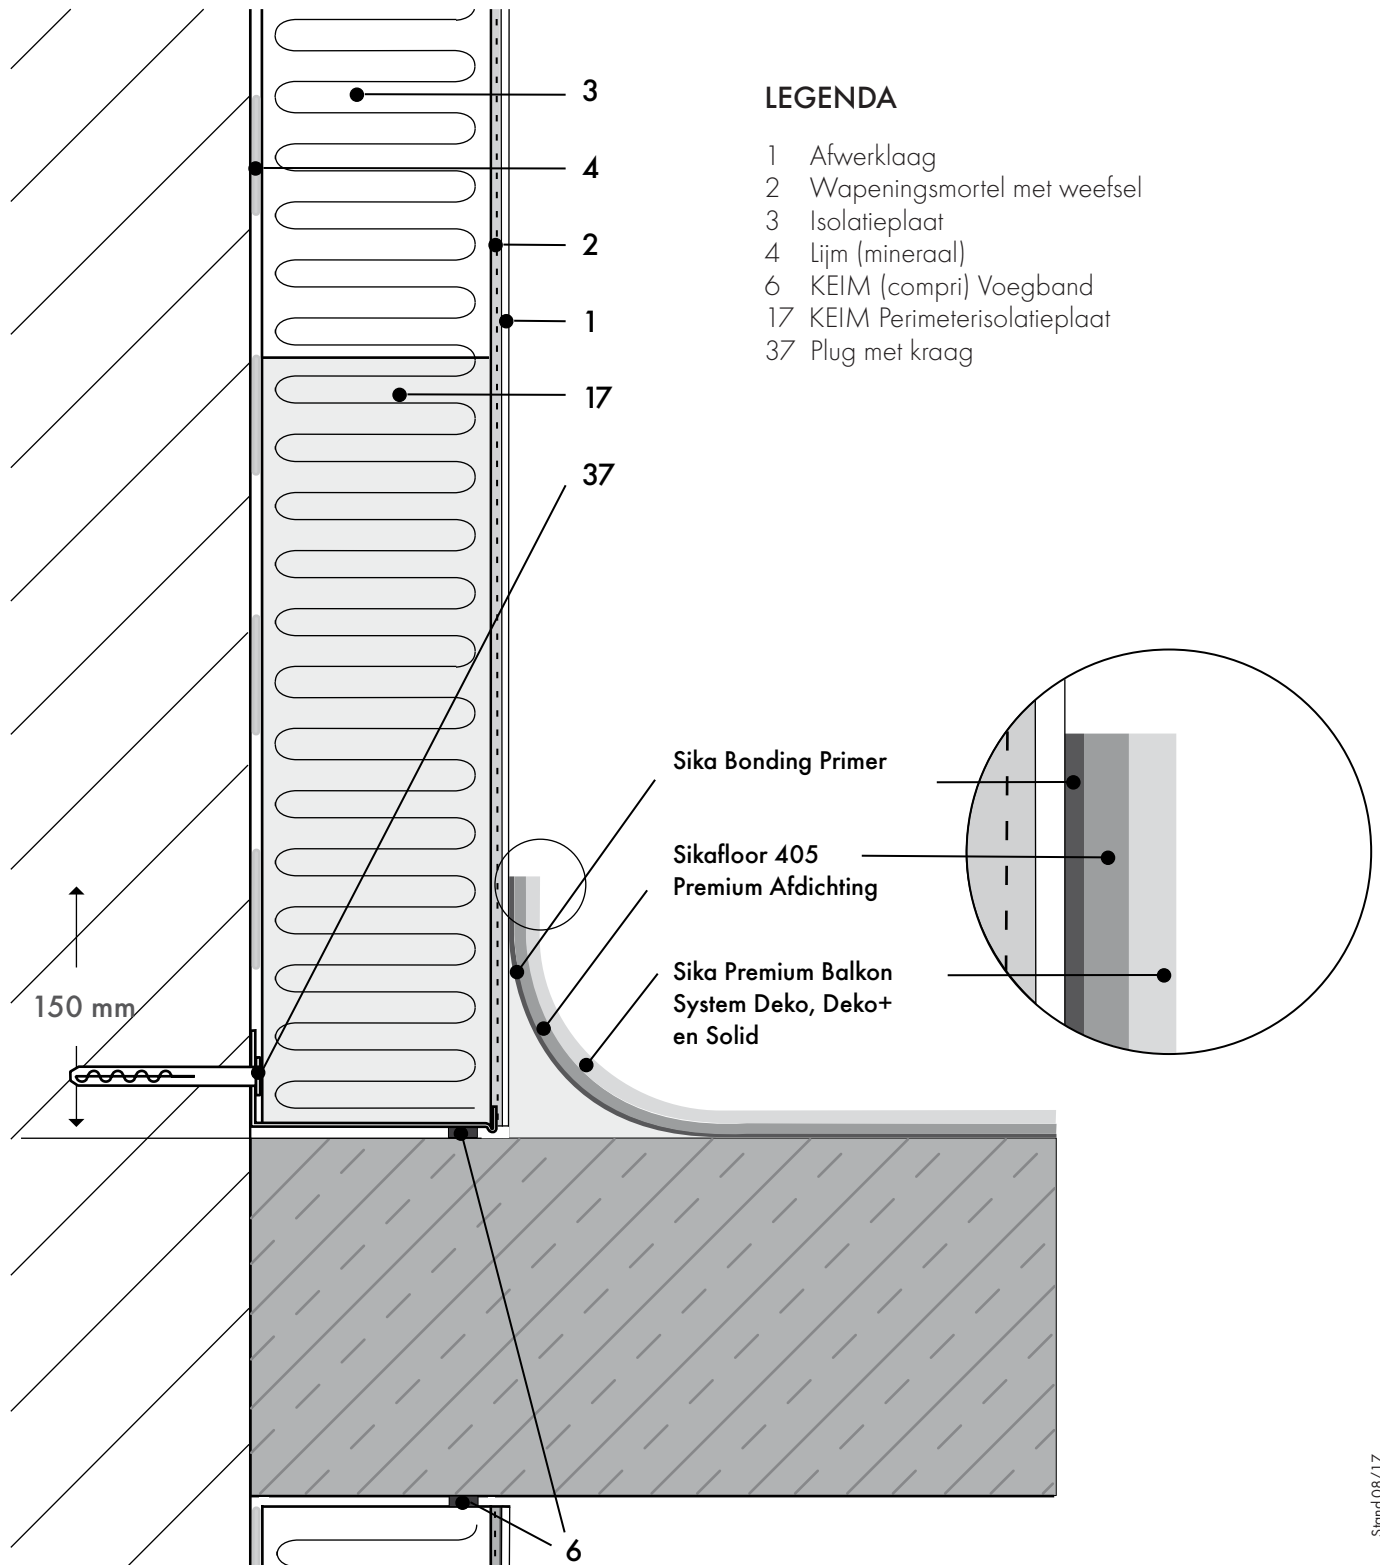 3
4
2
1
17
37
LEGENDA
1 Afwerklaag
2 Wapeningsmortel met weefsel
3 Isolatieplaat
4 Lijm (mineraal)
6 KEIM (compri) Voegband
17 KEIM Perimeterisolatieplaat
37 Plug met kraag
Sika Bonding Primer
Sikafloor 405
Premium Afdichting
Sika Premium Balkon
System Deko, Deko+
en Solid
150 mm
6
Stand 08/17